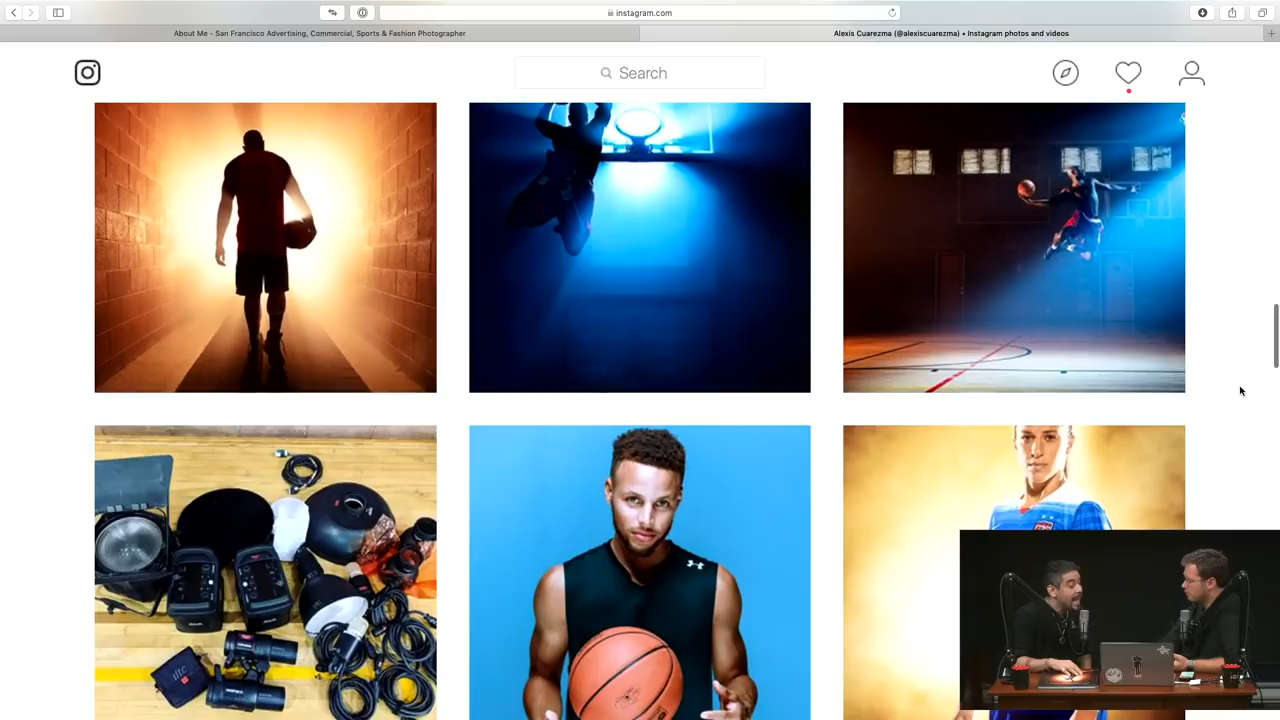 instagram.com
About Me - San Francisco Advertising, Commercial, Sports & Fashion Photographer
Alexis Cuarezma (@alexiscuarezma) • Instagram photos and videos
Search